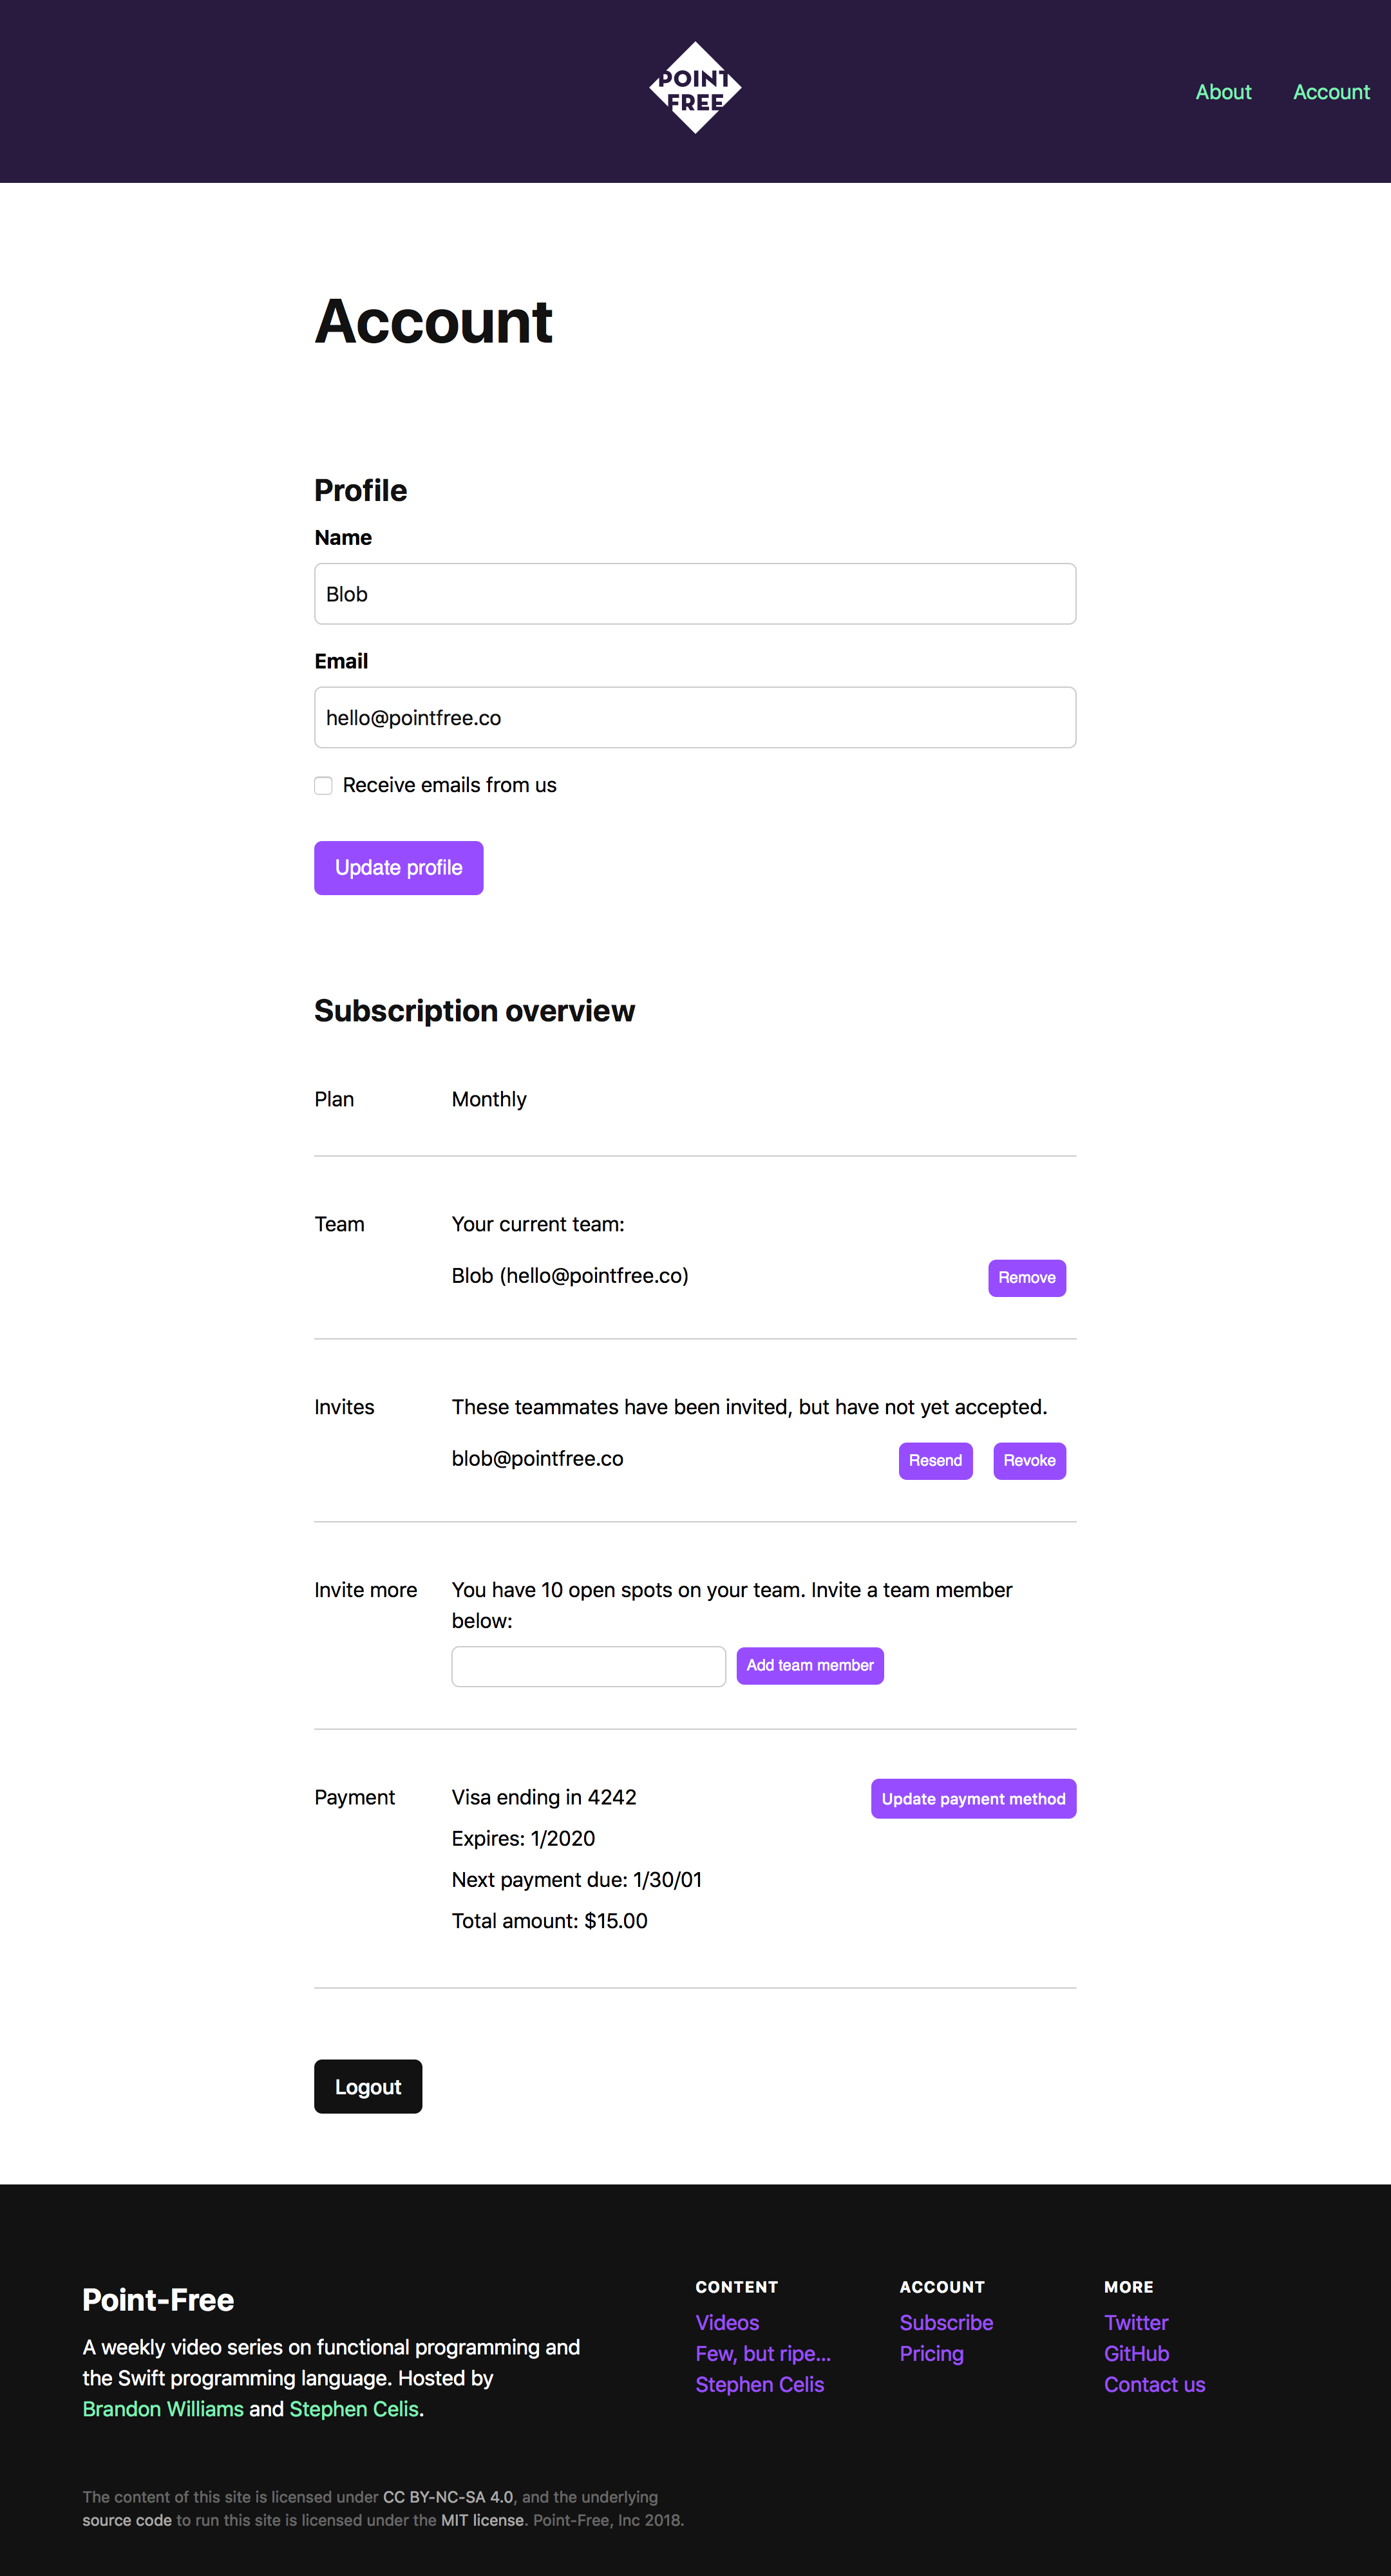 POINT
FREE
About Account
Account
Profile
Name
Blob
Email
hello@pointfree.co
Receive emails from us
Update profile
Subscription overview
Plan Monthly
Team Your current team:
Blob (hello@pointfree.co) Remove
Invites These teammates have been invited, but have not yet accepted.
blob@pointfree.co Resend Revoke
Invite more You have 10 open spots on your team. Invite a team member
below:
Add team member
Payment Visa ending in 4242 Update payment method
Expires: 1/2020
Next payment due: 1/30/01
Total amount: $15.00
Logout
Point-Free
A weekly video series on functional programming and
the Swift programming language. Hosted by
Brandon Williams and Stephen Celis.
CONTENT
Videos
Few, but ripe...
Stephen Celis
ACCOUNT
Subscribe
Pricing
MORE
Twitter
GitHub
Contact us
The content of this site is licensed under CC BY-NC-SA 4.0, and the underlying
source code to run this site is licensed under the MIT license. Point-Free, Inc 2018.